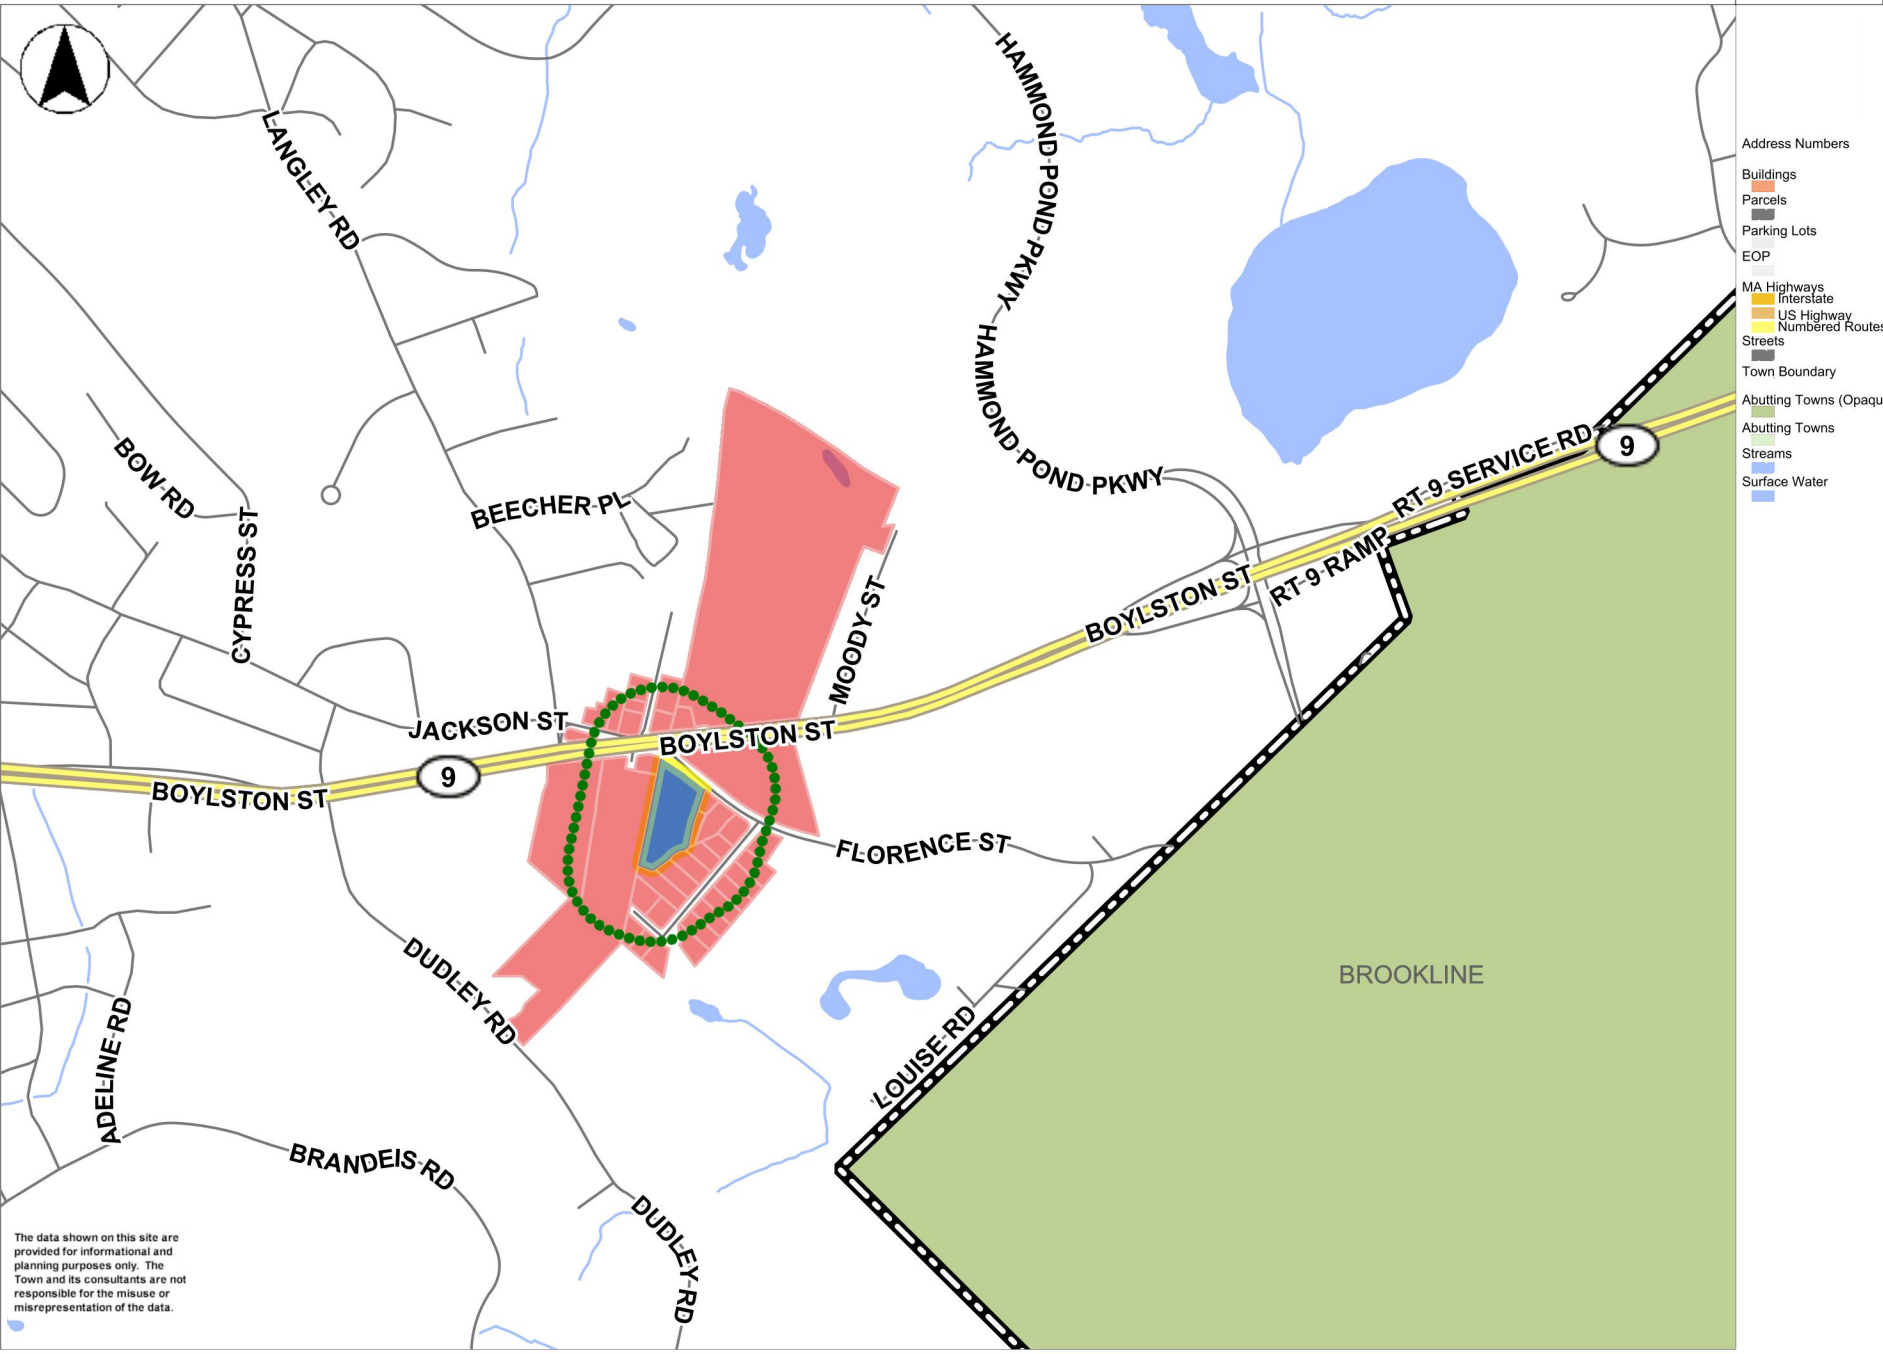 HAMMOND POND PKWY
LANGLEY RD
HAMMOND POND PKWY
BOW RD
CYPRESS ST
BEECHER PL
RT 9 SERVICE RD
9
RT 9 RAMP
BOYLSTON ST
MOODY ST
JACKSON ST
BOYLSTON ST
9
BOYLSTON ST
FLORENCE ST
DUDLEY RD
BROOKLINE
ADELINE RD
LOUISE RD
BRANDEIS RD
DUDLEY RD
The data shown on this site are
provided for informational and
planning purposes only. The
Town and its consultants are not
responsible for the misuse or
misrepresentation of the data.
Address Numbers
Buildings
Parcels
Parking Lots
EOP
MA Highways
Interstate
US Highway
Numbered Routes
Streets
Town Boundary
Abutting Towns (Opaqu
Abutting Towns
Streams
Surface Water